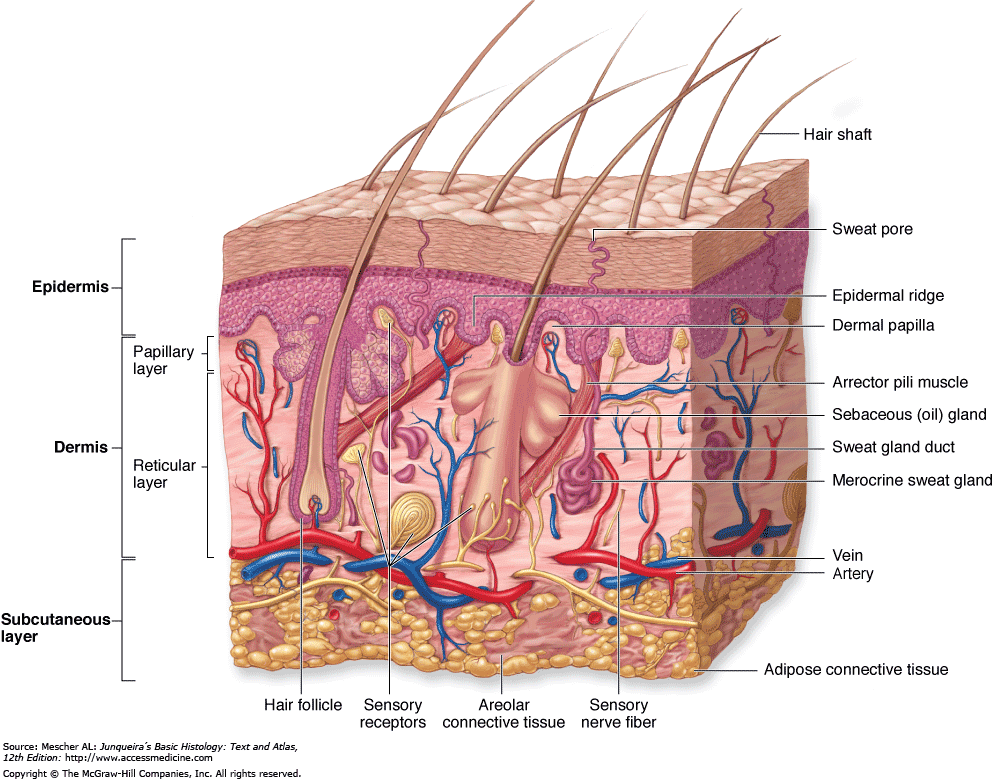 Hair shaft
Sweat pore
Epidermis
Epidermal ridge
Dermal papilla
Papillary
layer
Arrector pili muscle
Sebaceous (oil) gland
Dermis
Sweat gland duct
Reticular
layer
Merocrine sweat gland
Vein
Artery
Subcutaneous
layer
Adipose connective tissue
Hair follicle
Sensory
receptors
Areolar
connective tissue
Sensory
nerve fiber
Source: Mescher AL: Junqueira´s Basic Histology: Text and Atlas,
12th Edition: http://www.accessmedicine.com
Copyright © The McGraw-Hill Companies, Inc. All rights reserved.